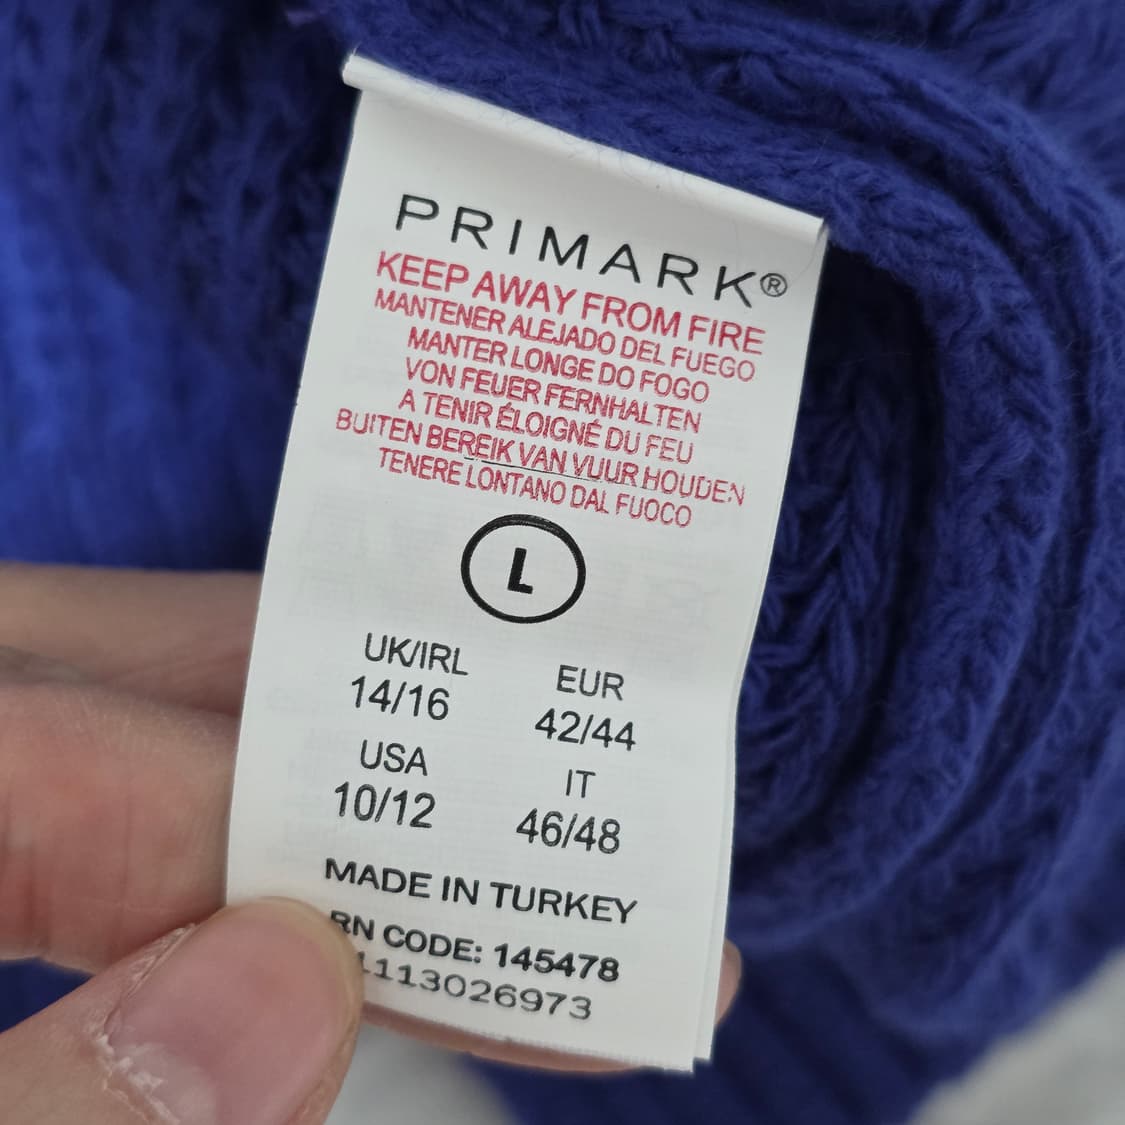 PRIMARK®
KEEP AWAY FROM FIRE
MANTENER ALEJADO DEL FUEGO
MANTER LONGE DO FOGO
VON FEUER FERNHALTEN
A TENIR ÉLOIGNÉ DU FEU
BUITEN BEREIK VAN VUUR HOUDEN
TENERE LONTANO DAL FUOCO
L
UK/IRL EUR
14/16 42/44
USA IT
10/12 46/48
MADE IN TURKEY
RN CODE: 145478
1113026973